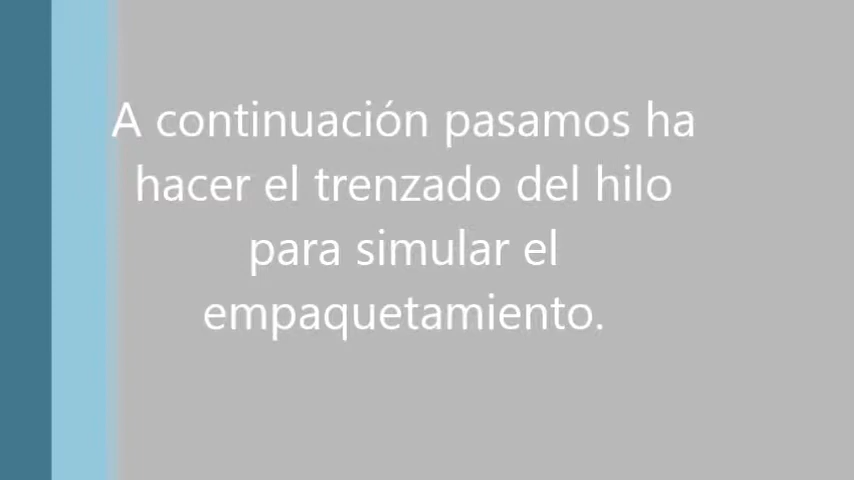 A continuación pasamos ha
hacer el trenzado del hilo
para simular el
empaquetamiento.